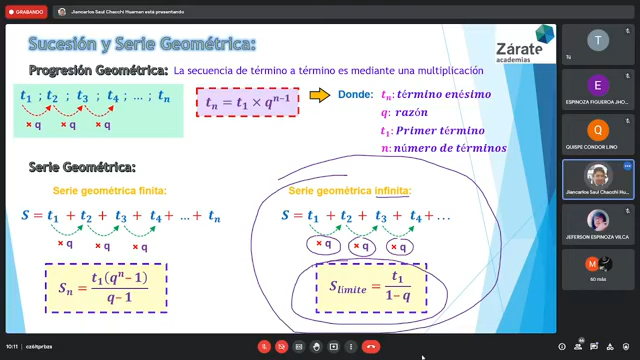 GRABANDO
Jiancarlos Saul Chacchi Huaman está presentando
Sucesión y Serie Geométrica:
Zárate
academias
Progresión Geométrica: La secuencia de término a término es mediante una multiplicación
t₁ ; t₂ ; t₃ ; t₄ ; ... ; tₙ
× q × q × q
tₙ = t₁ × qⁿ⁻¹
Donde: tₙ: término enésimo
q: razón
t₁: Primer término
n: número de términos
Serie Geométrica:
Serie geométrica finita:
S = t₁ + t₂ + t₃ + t₄ + ... + tₙ
× q × q × q
Sₙ = t₁(qⁿ − 1) / q − 1
Serie geométrica infinita:
S = t₁ + t₂ + t₃ + t₄ + ...
× q × q × q
S límite = t₁ / 1 − q
T
Tú
E
ESPINOZA FIGUEROA JHO...
Q
QUISPE CONDOR LINO
Jiancarlos Saul Chacchi Hua...
JEFERSON ESPINOZA VILCA
M
10:11